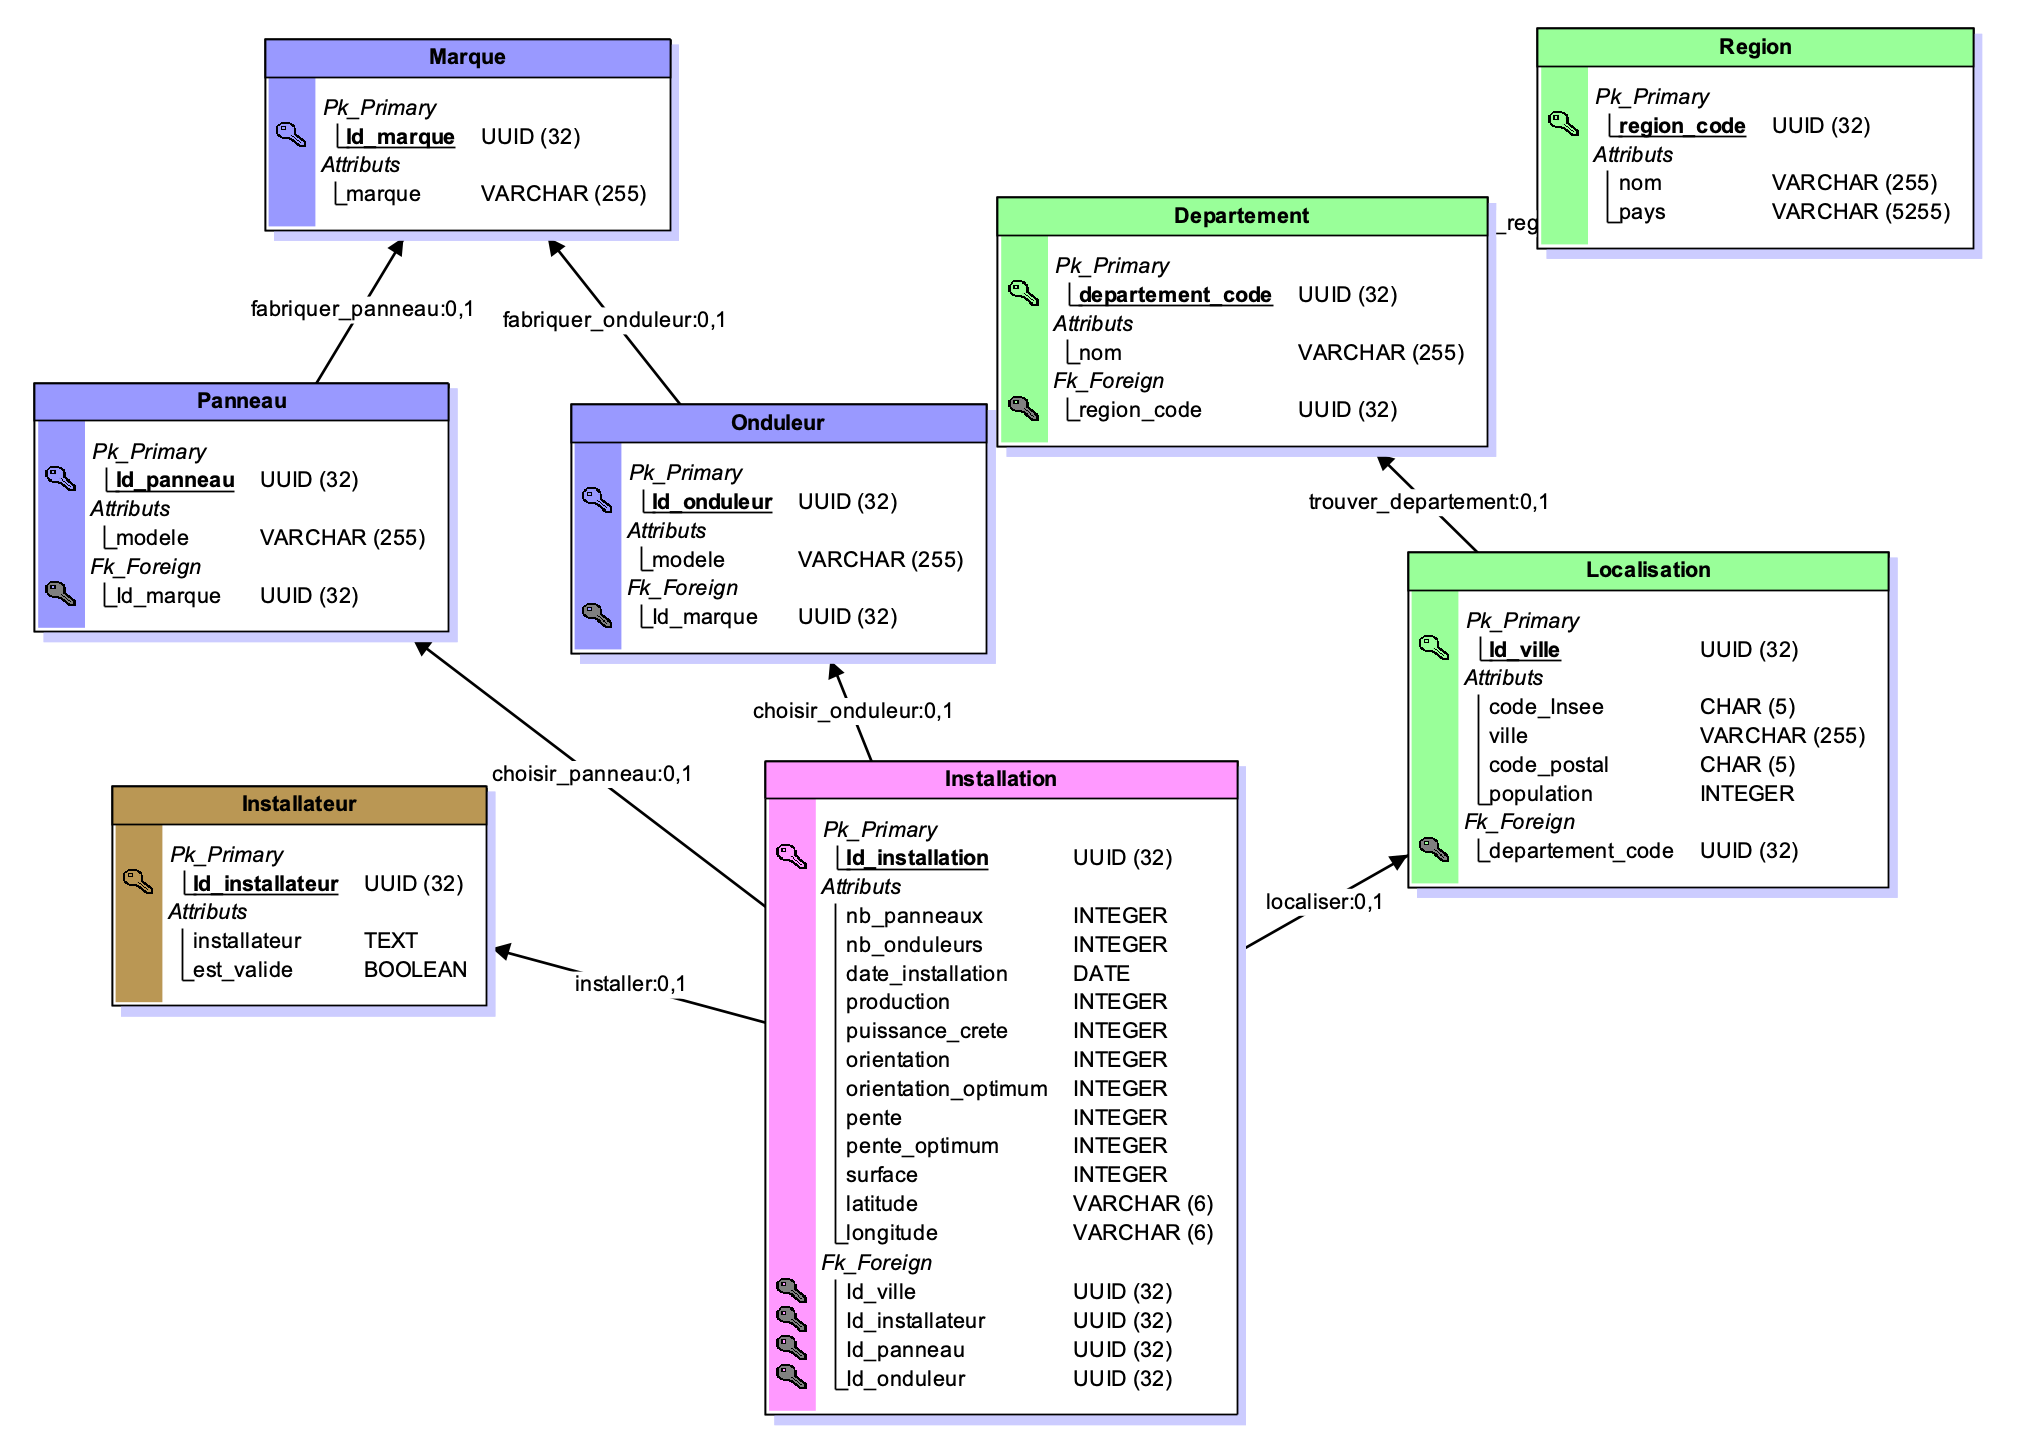 Marque
Pk_Primary
Id_marque UUID (32)
Attributs
marque VARCHAR (255)
Region
Pk_Primary
region_code UUID (32)
Attributs
nom VARCHAR (255)
pays VARCHAR (5255)
_reg
Departement
Pk_Primary
departement_code UUID (32)
Attributs
nom VARCHAR (255)
Fk_Foreign
region_code UUID (32)
fabriquer_panneau:0,1
fabriquer_onduleur:0,1
Panneau
Pk_Primary
Id_panneau UUID (32)
Attributs
modele VARCHAR (255)
Fk_Foreign
Id_marque UUID (32)
Onduleur
Pk_Primary
Id_onduleur UUID (32)
Attributs
modele VARCHAR (255)
Fk_Foreign
Id_marque UUID (32)
trouver_departement:0,1
Localisation
Pk_Primary
Id_ville UUID (32)
Attributs
code_Insee CHAR (5)
ville VARCHAR (255)
code_postal CHAR (5)
population INTEGER
Fk_Foreign
departement_code UUID (32)
choisir_onduleur:0,1
choisir_panneau:0,1
Installateur
Pk_Primary
Id_installateur UUID (32)
Attributs
installateur TEXT
est_valide BOOLEAN
installer:0,1
localiser:0,1
Installation
Pk_Primary
Id_installation UUID (32)
Attributs
nb_panneaux INTEGER
nb_onduleurs INTEGER
date_installation DATE
production INTEGER
puissance_crete INTEGER
orientation INTEGER
orientation_optimum INTEGER
pente INTEGER
pente_optimum INTEGER
surface INTEGER
latitude VARCHAR (6)
longitude VARCHAR (6)
Fk_Foreign
Id_ville UUID (32)
Id_installateur UUID (32)
Id_panneau UUID (32)
Id_onduleur UUID (32)